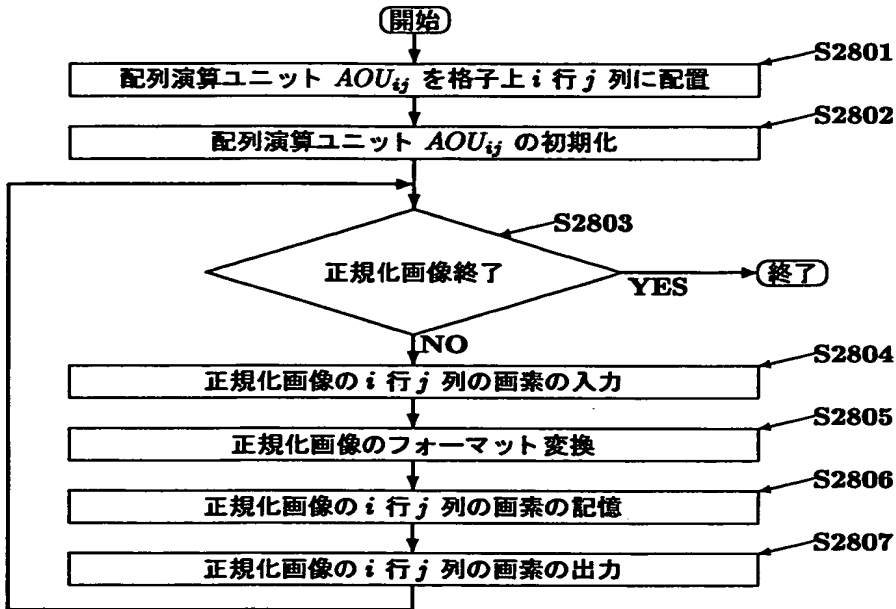 開始
S2801
配列演算ユニット AOU_ij を格子上 i 行 j 列に配置
S2802
配列演算ユニット AOU_ij の初期化
S2803
正規化画像終了
YES
終了
NO
S2804
正規化画像の i 行 j 列の画素の入力
S2805
正規化画像のフォーマット変換
S2806
正規化画像の i 行 j 列の画素の記憶
S2807
正規化画像の i 行 j 列の画素の出力